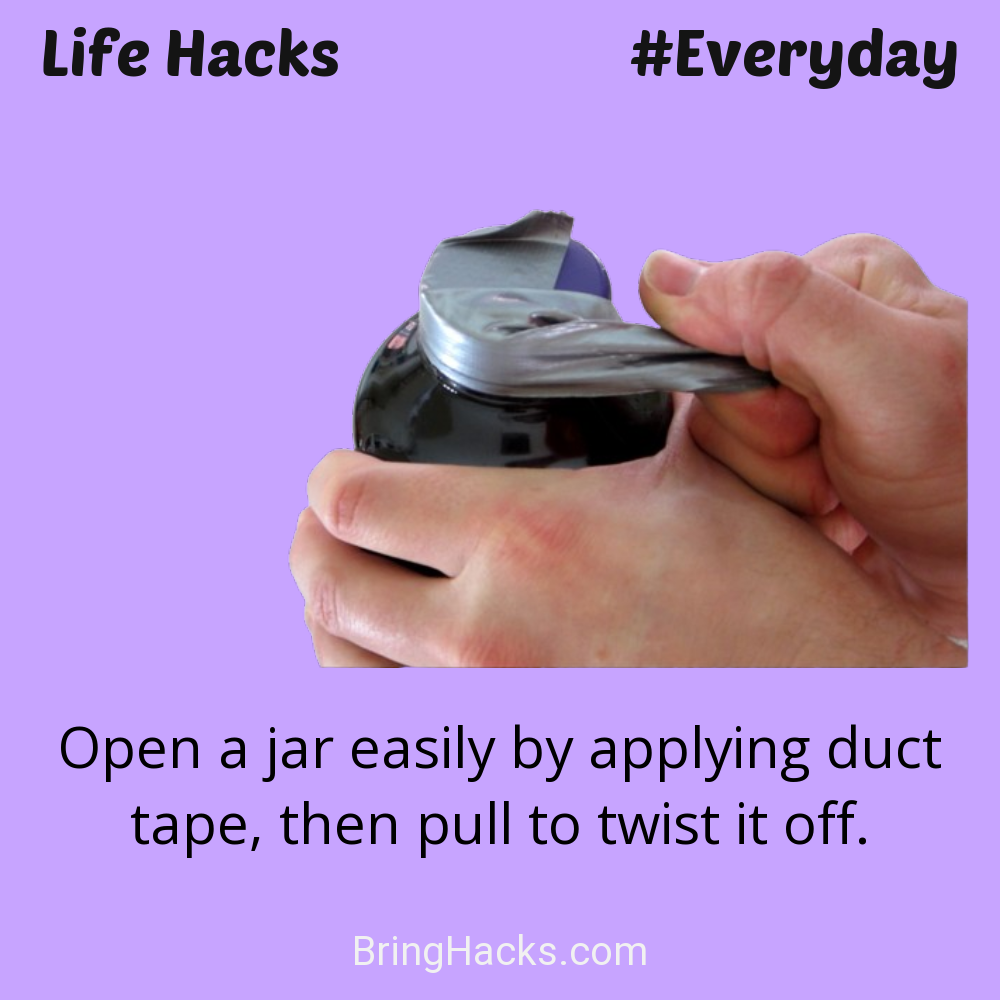 Life Hacks #Everyday
Open a jar easily by applying duct
tape, then pull to twist it off.
BringHacks.com